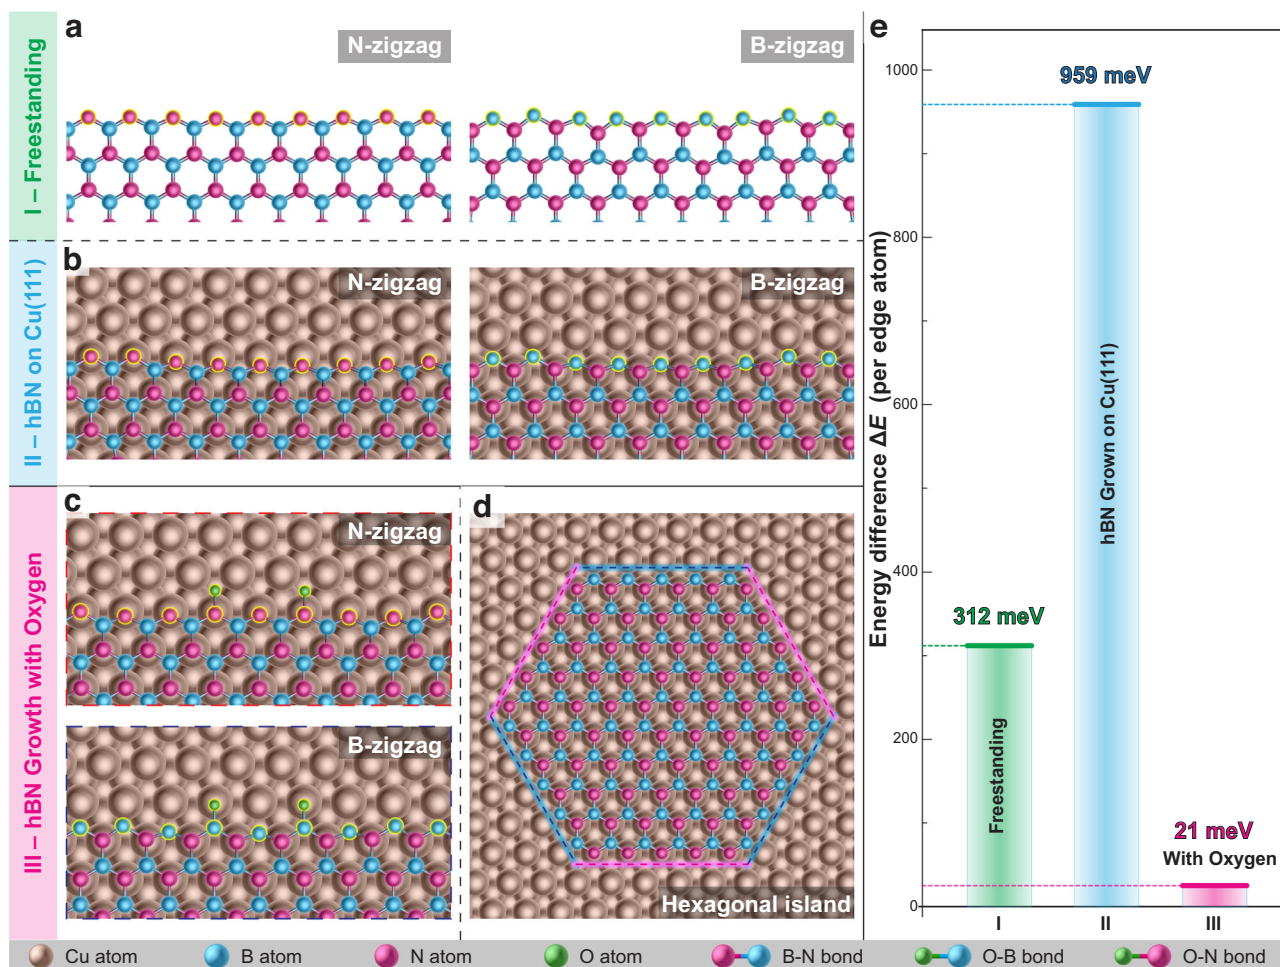 a
N-zigzag
B-zigzag
I – Freestanding
b
N-zigzag
B-zigzag
II – hBN on Cu(111)
c
N-zigzag
B-zigzag
III – hBN Growth with Oxygen
d
Hexagonal island
e
Energy difference ΔE (per edge atom)
1000
800
600
400
200
0
959 meV
312 meV
21 meV
With Oxygen
Freestanding
hBN Grown on Cu(111)
I
II
III
Cu atom
B atom
N atom
O atom
B-N bond
O-B bond
O-N bond